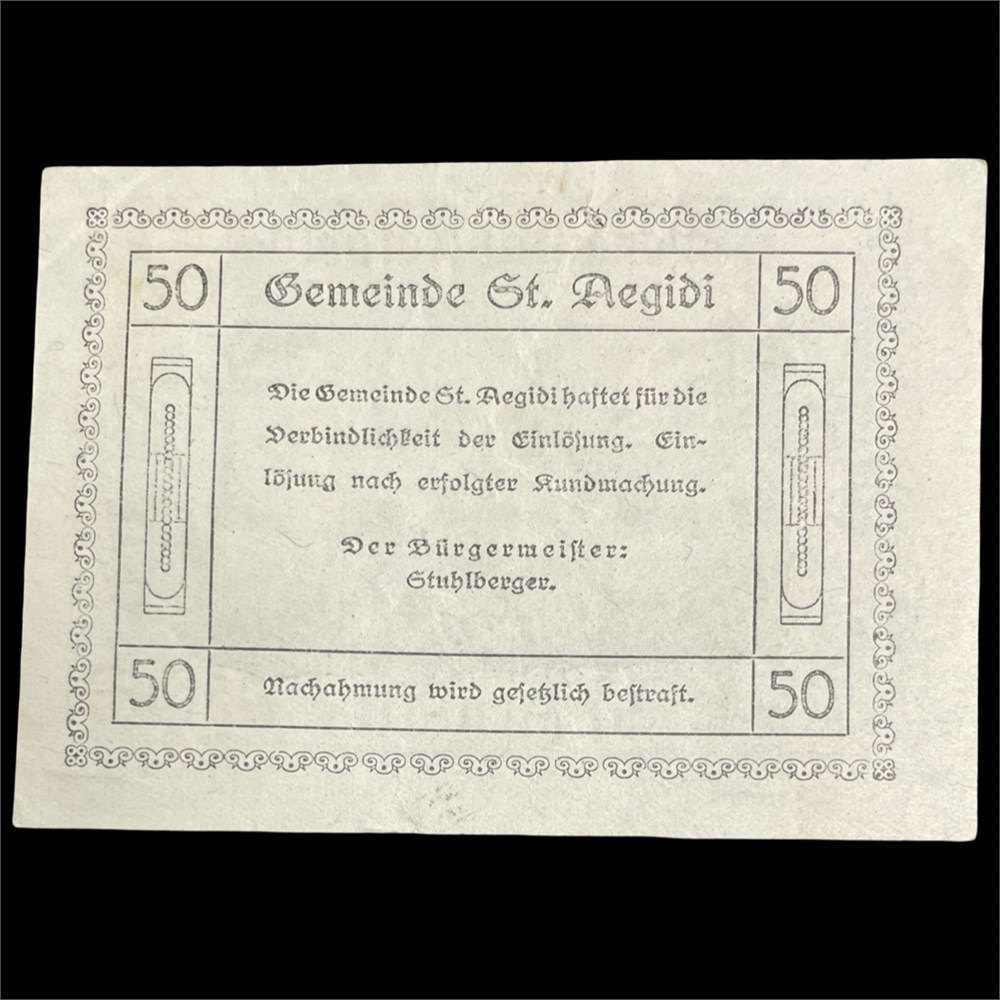 50 Gemeinde St. Aegidi 50
Die Gemeinde St. Aegidi haftet für die
Verbindlichkeit der Einlösung. Ein-
lösung nach erfolgter Kundmachung.
Der Bürgermeister:
Stuhlberger.
50 Nachahmung wird gesetzlich bestraft. 50